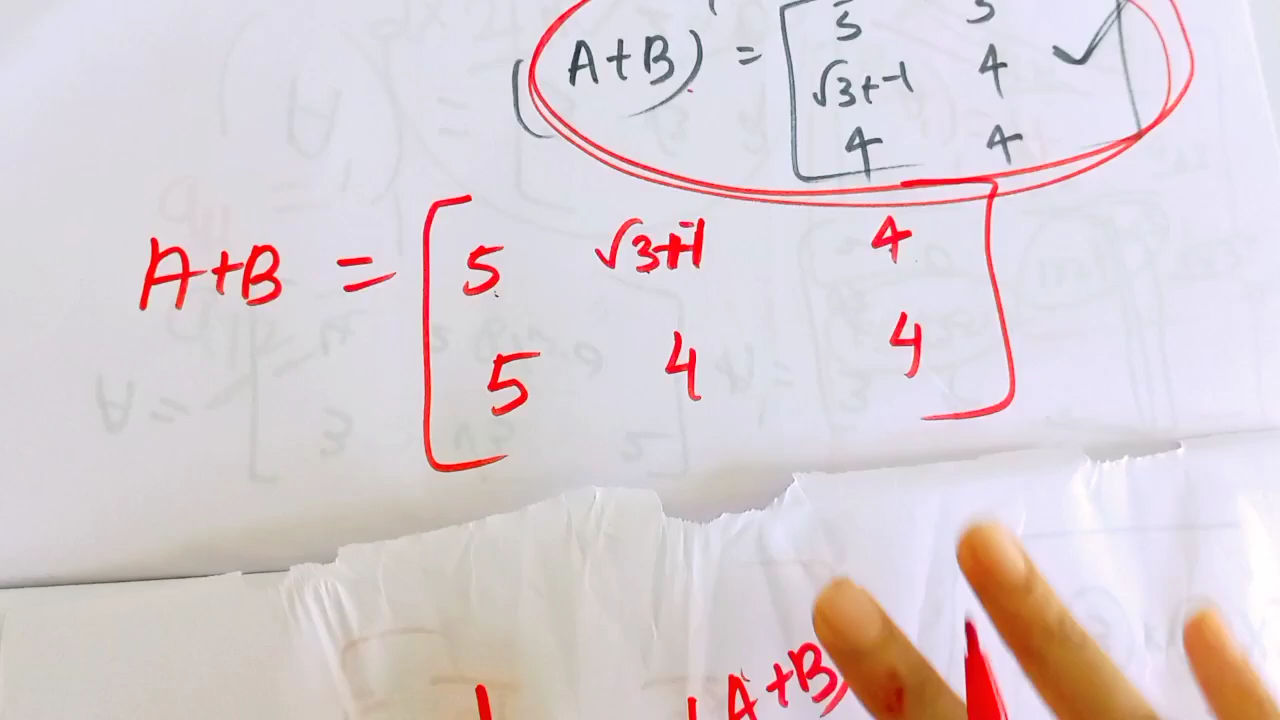 (A+B)' = [5 5
√3+-1 4 ✓
4 4]
A+B = [5 √3+-1 4
5 4 4]
(A+B)